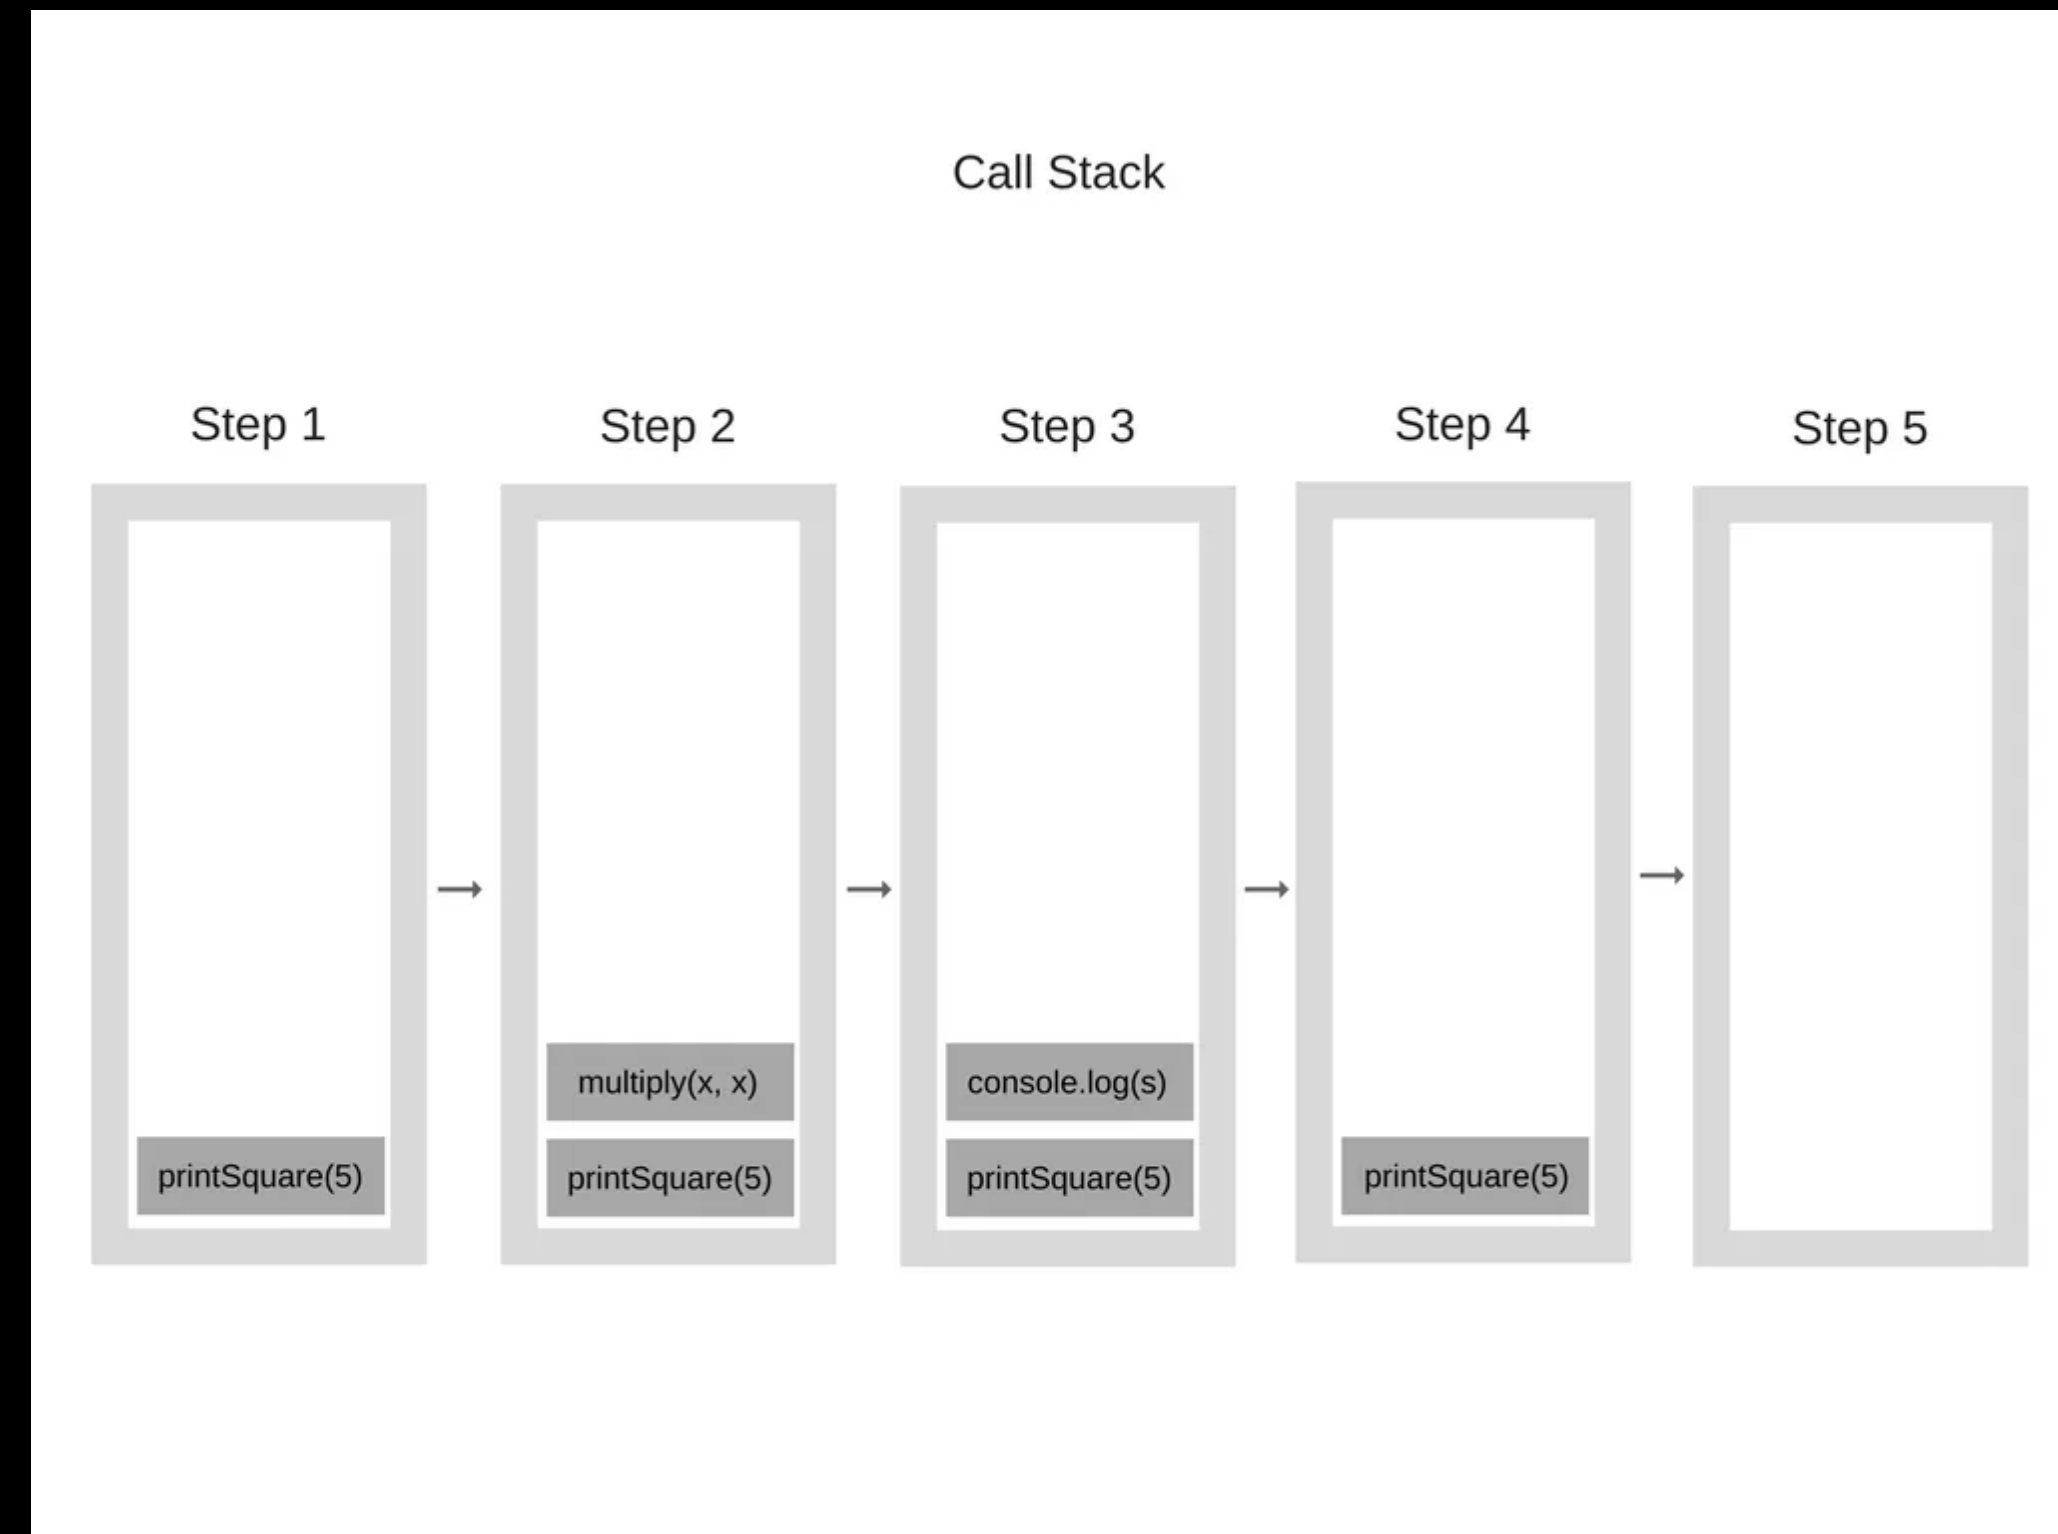 Call Stack
Step 1
Step 2
Step 3
Step 4
Step 5
printSquare(5)
multiply(x, x)
printSquare(5)
console.log(s)
printSquare(5)
printSquare(5)